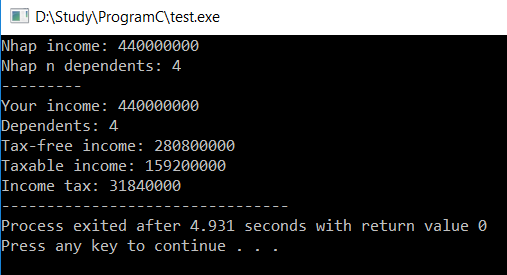 D:\Study\ProgramC\test.exe
Nhap income: 440000000
Nhap n dependents: 4
---------
Your income: 440000000
Dependents: 4
Tax-free income: 280800000
Taxable income: 159200000
Income tax: 31840000
--------------------------------
Process exited after 4.931 seconds with return value 0
Press any key to continue . . .